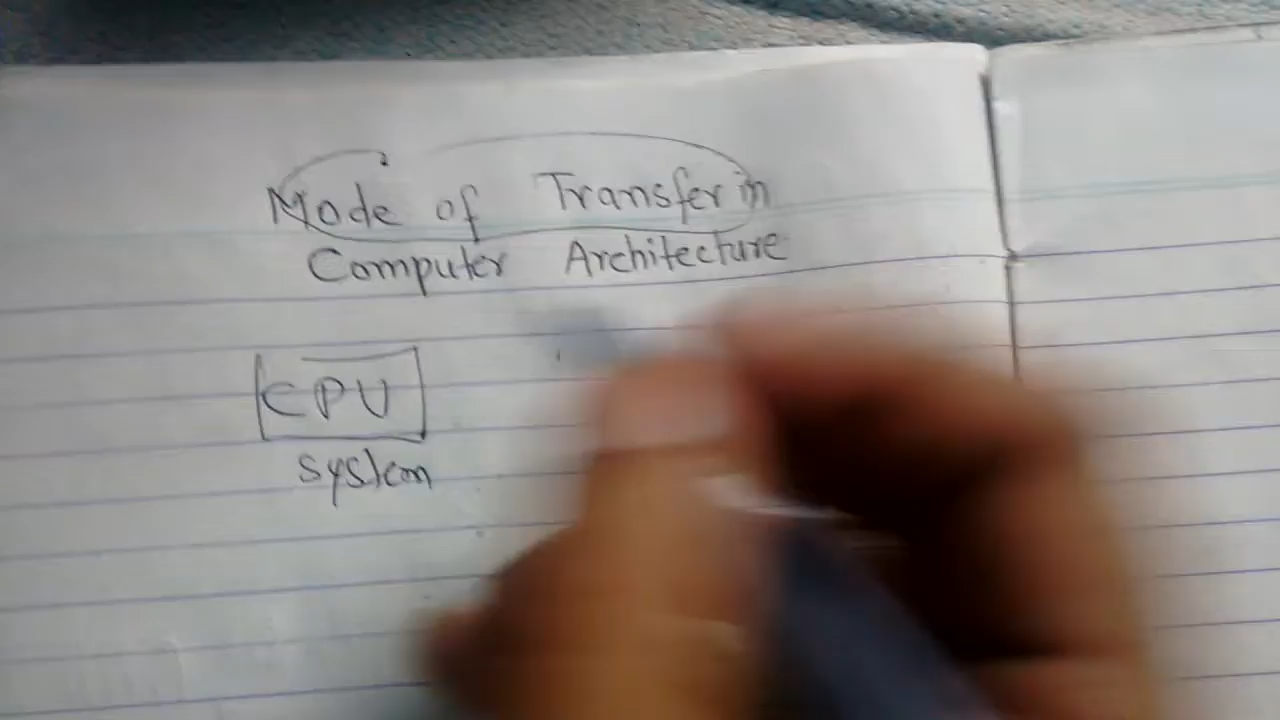 Mode of Transfer in
Computer Architecture
CPU
system